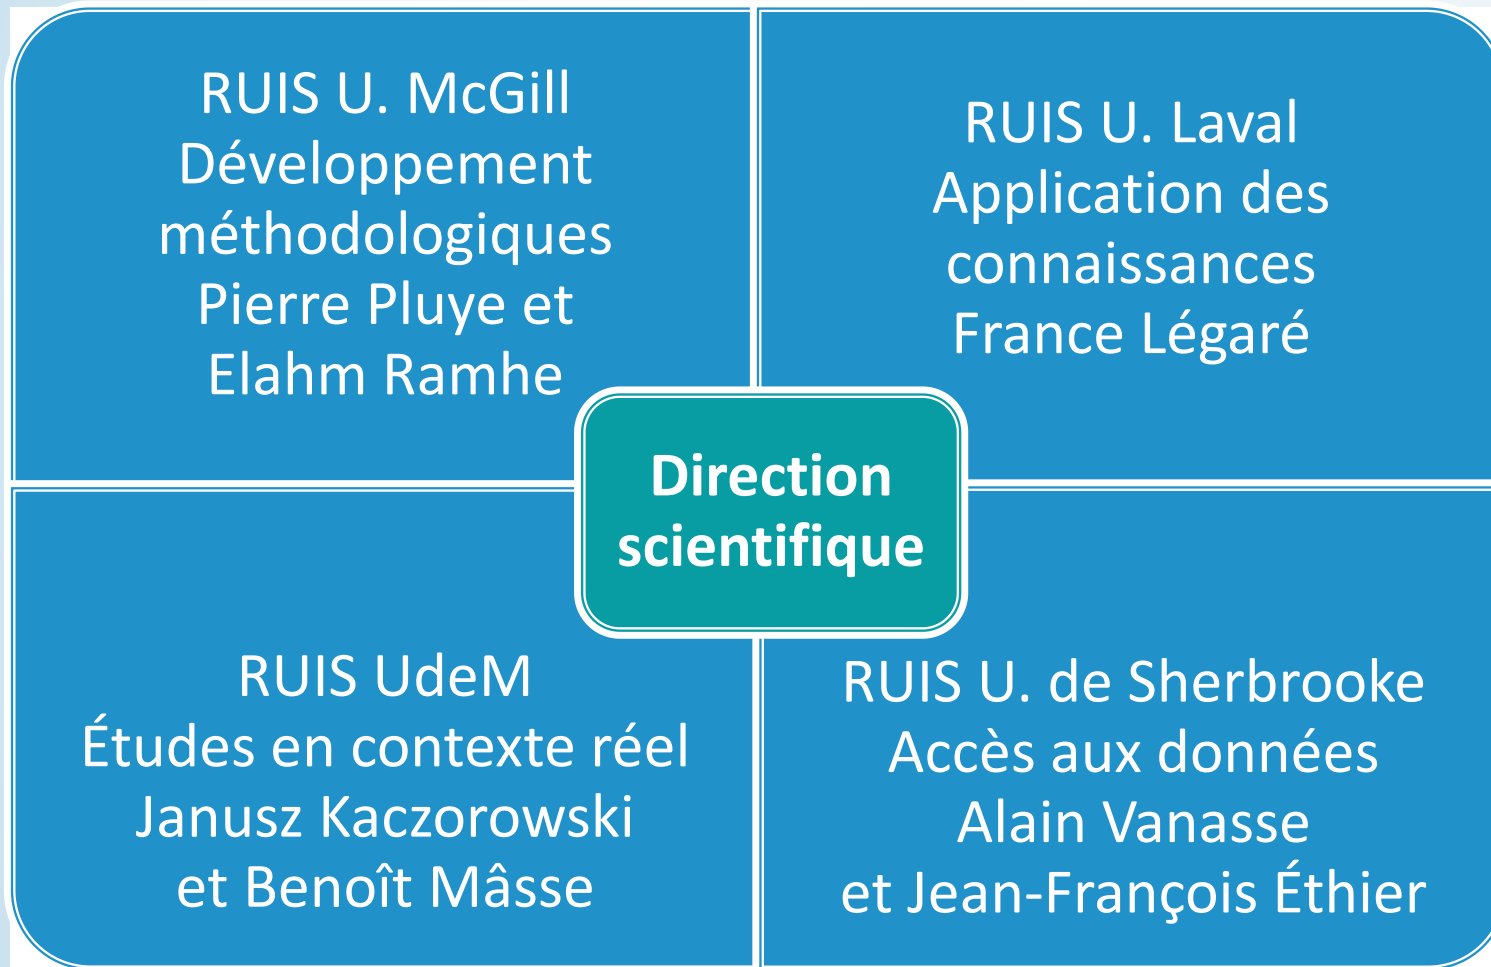 RUIS U. McGill
Développement
méthodologiques
Pierre Pluye et
Elahm Ramhe
RUIS U. Laval
Application des
connaissances
France Légaré
Direction
scientifique
RUIS UdeM
Études en contexte réel
Janusz Kaczorowski
et Benoît Mâsse
RUIS U. de Sherbrooke
Accès aux données
Alain Vanasse
et Jean-François Éthier